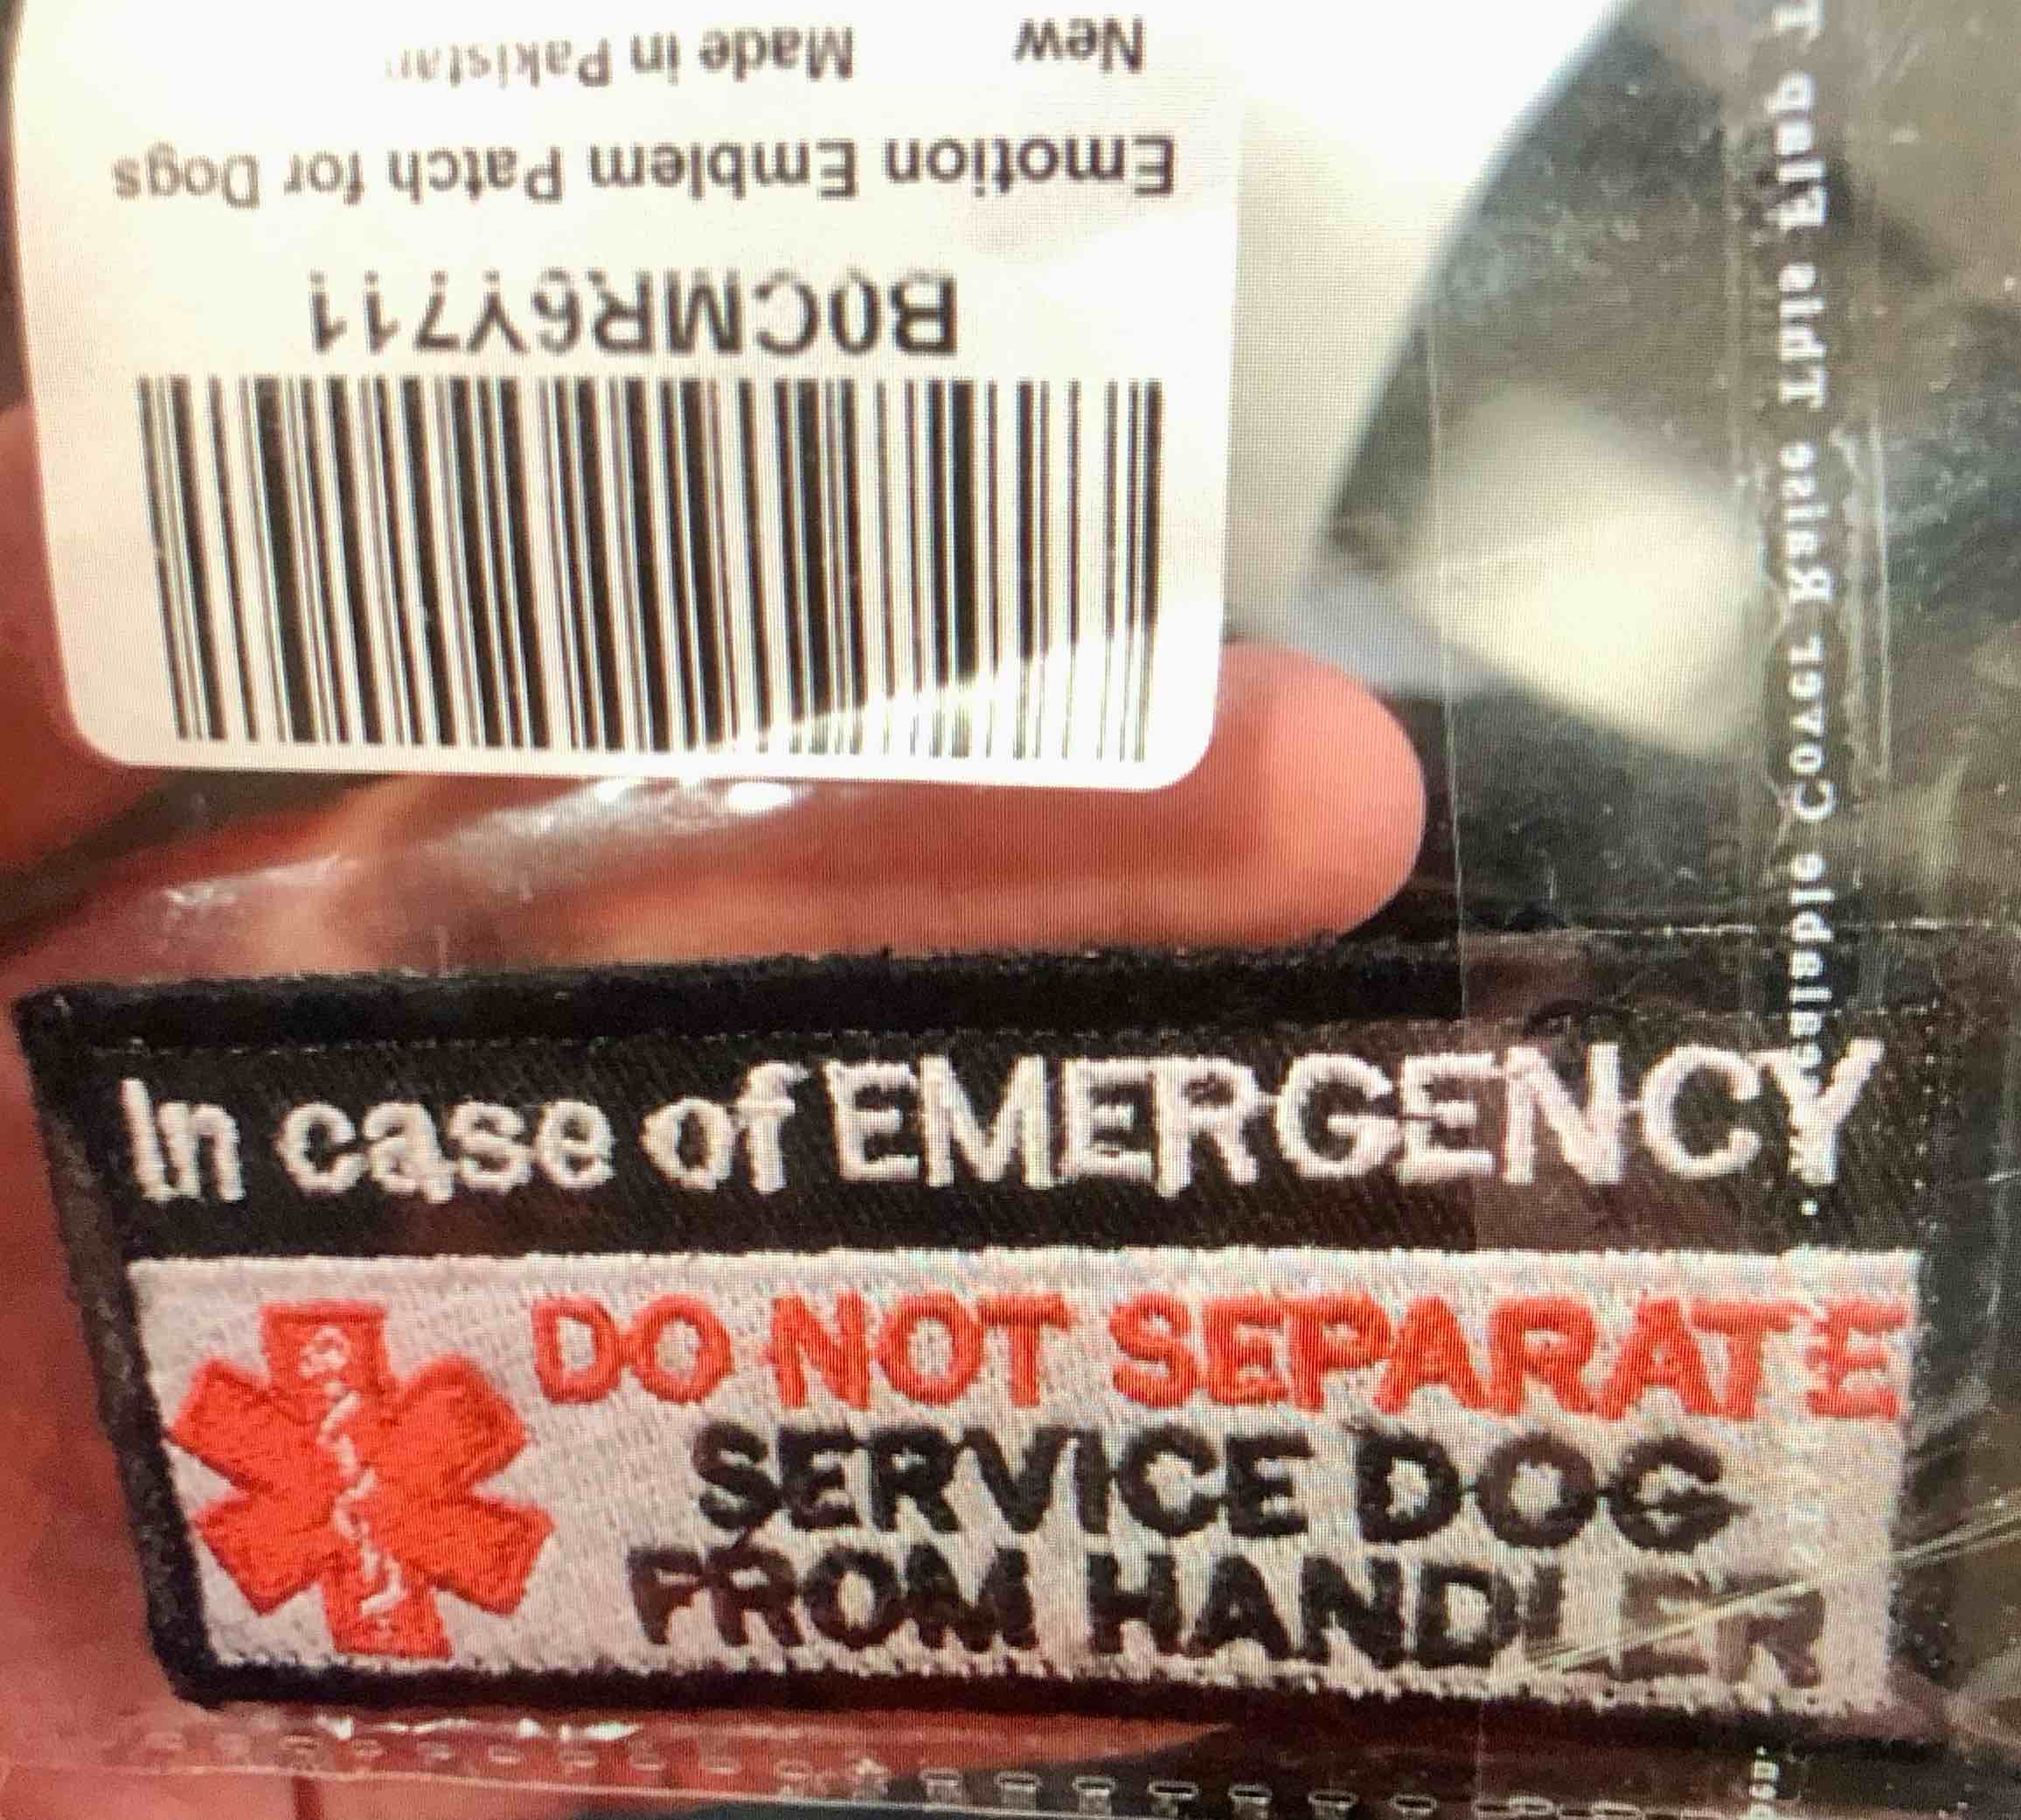 New Made in Pakistan
Emotion Emblem Patch for Dogs
B0CMR6Y711
In case of EMERGENCY
DO NOT SEPARATE
SERVICE DOG
FROM HANDLER